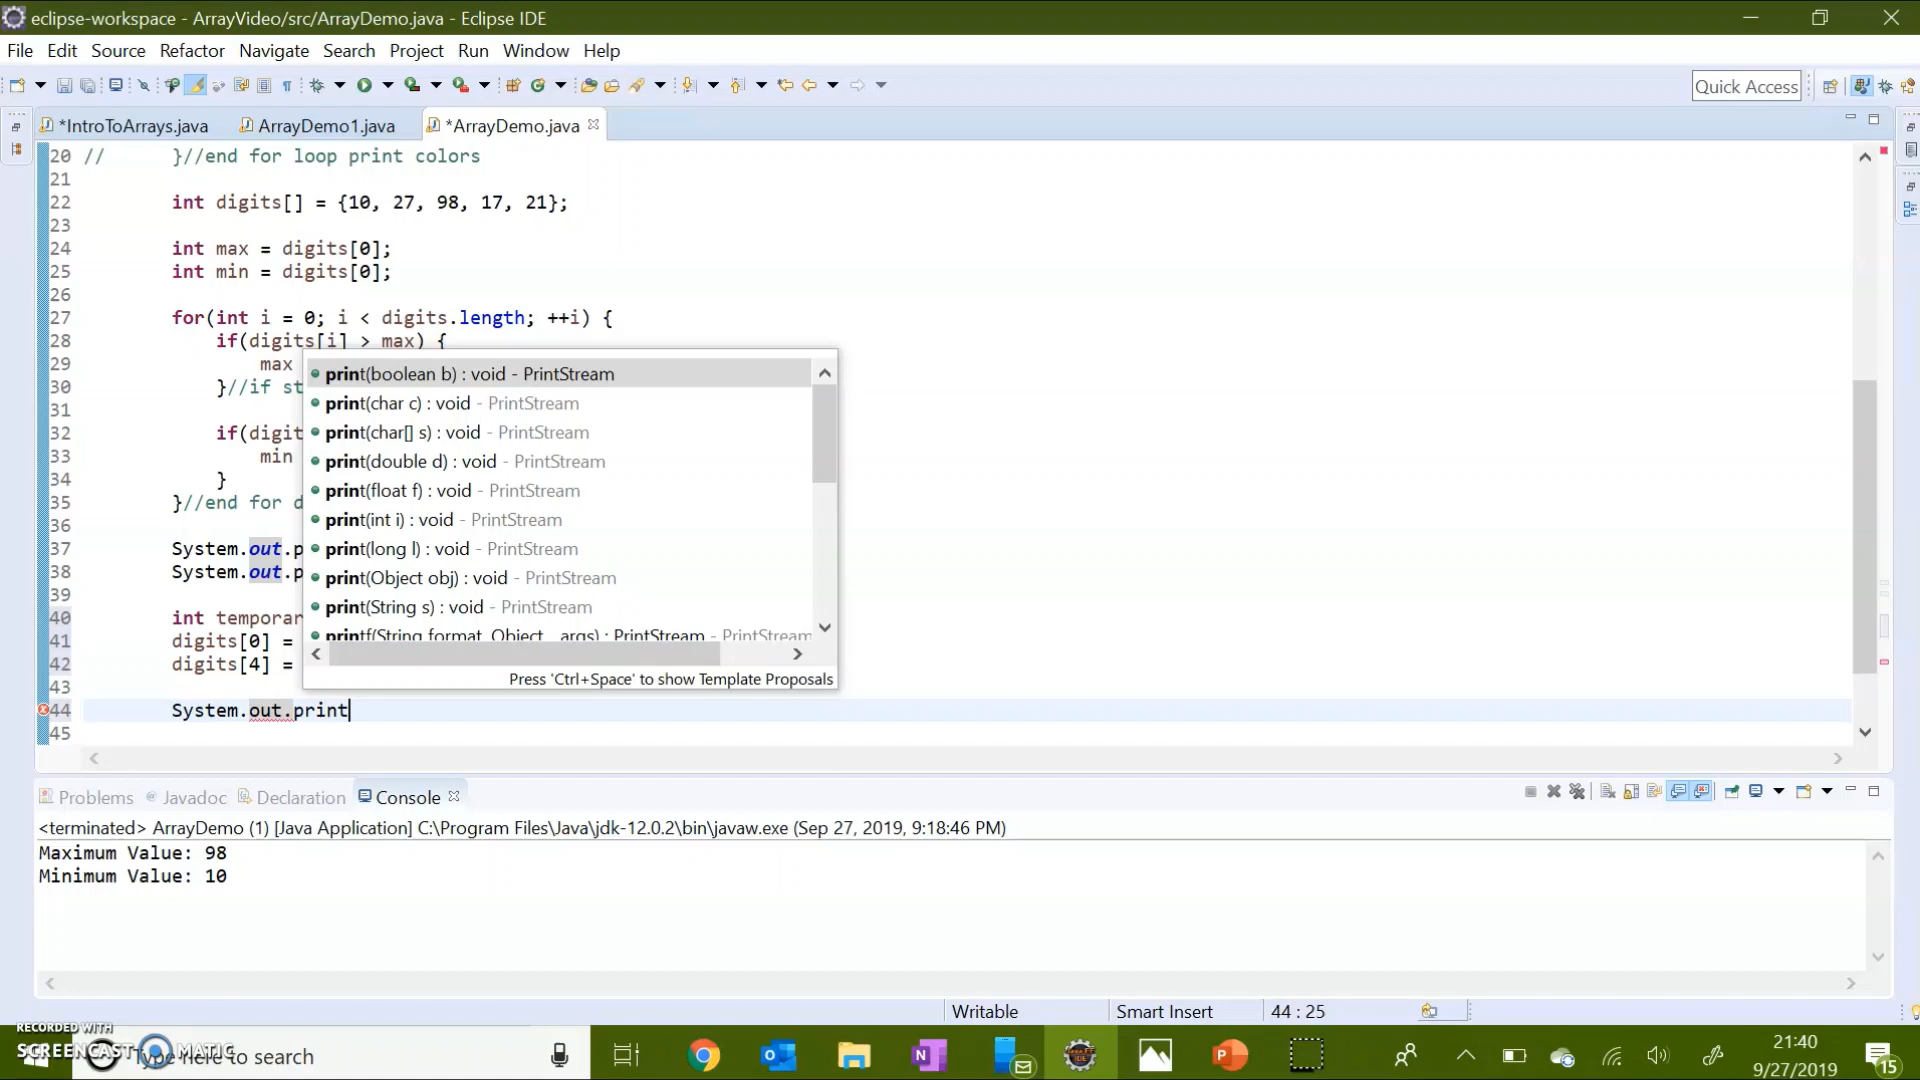 eclipse-workspace - ArrayVideo/src/ArrayDemo.java - Eclipse IDE
File Edit Source Refactor Navigate Search Project Run Window Help
Quick Access
*IntroToArrays.java ArrayDemo1.java *ArrayDemo.java
20 // }//end for loop print colors
21
22 int digits[] = {10, 27, 98, 17, 21};
23
24 int max = digits[0];
25 int min = digits[0];
26
27 for(int i = 0; i < digits.length; ++i) {
28 if(digits[i] > max) {
29 max
30 }//if st
31
32 if(digit
33 min
34 }
35 }//end for d
36
37 System.out.p
38 System.out.p
39
40 int temporar
41 digits[0] =
42 digits[4] =
43
44 System.out.print
45
print(boolean b) : void - PrintStream
print(char c) : void - PrintStream
print(char[] s) : void - PrintStream
print(double d) : void - PrintStream
print(float f) : void - PrintStream
print(int i) : void - PrintStream
print(long l) : void - PrintStream
print(Object obj) : void - PrintStream
print(String s) : void - PrintStream
printf(String format, Object... args) : PrintStream - PrintStream
Press 'Ctrl+Space' to show Template Proposals
Problems @ Javadoc Declaration Console
<terminated> ArrayDemo (1) [Java Application] C:\Program Files\Java\jdk-12.0.2\bin\javaw.exe (Sep 27, 2019, 9:18:46 PM)
Maximum Value: 98
Minimum Value: 10
Writable Smart Insert 44 : 25
RECORDED WITH
SCREENCAST MATIC
Type here to search
21:40
9/27/2019
15